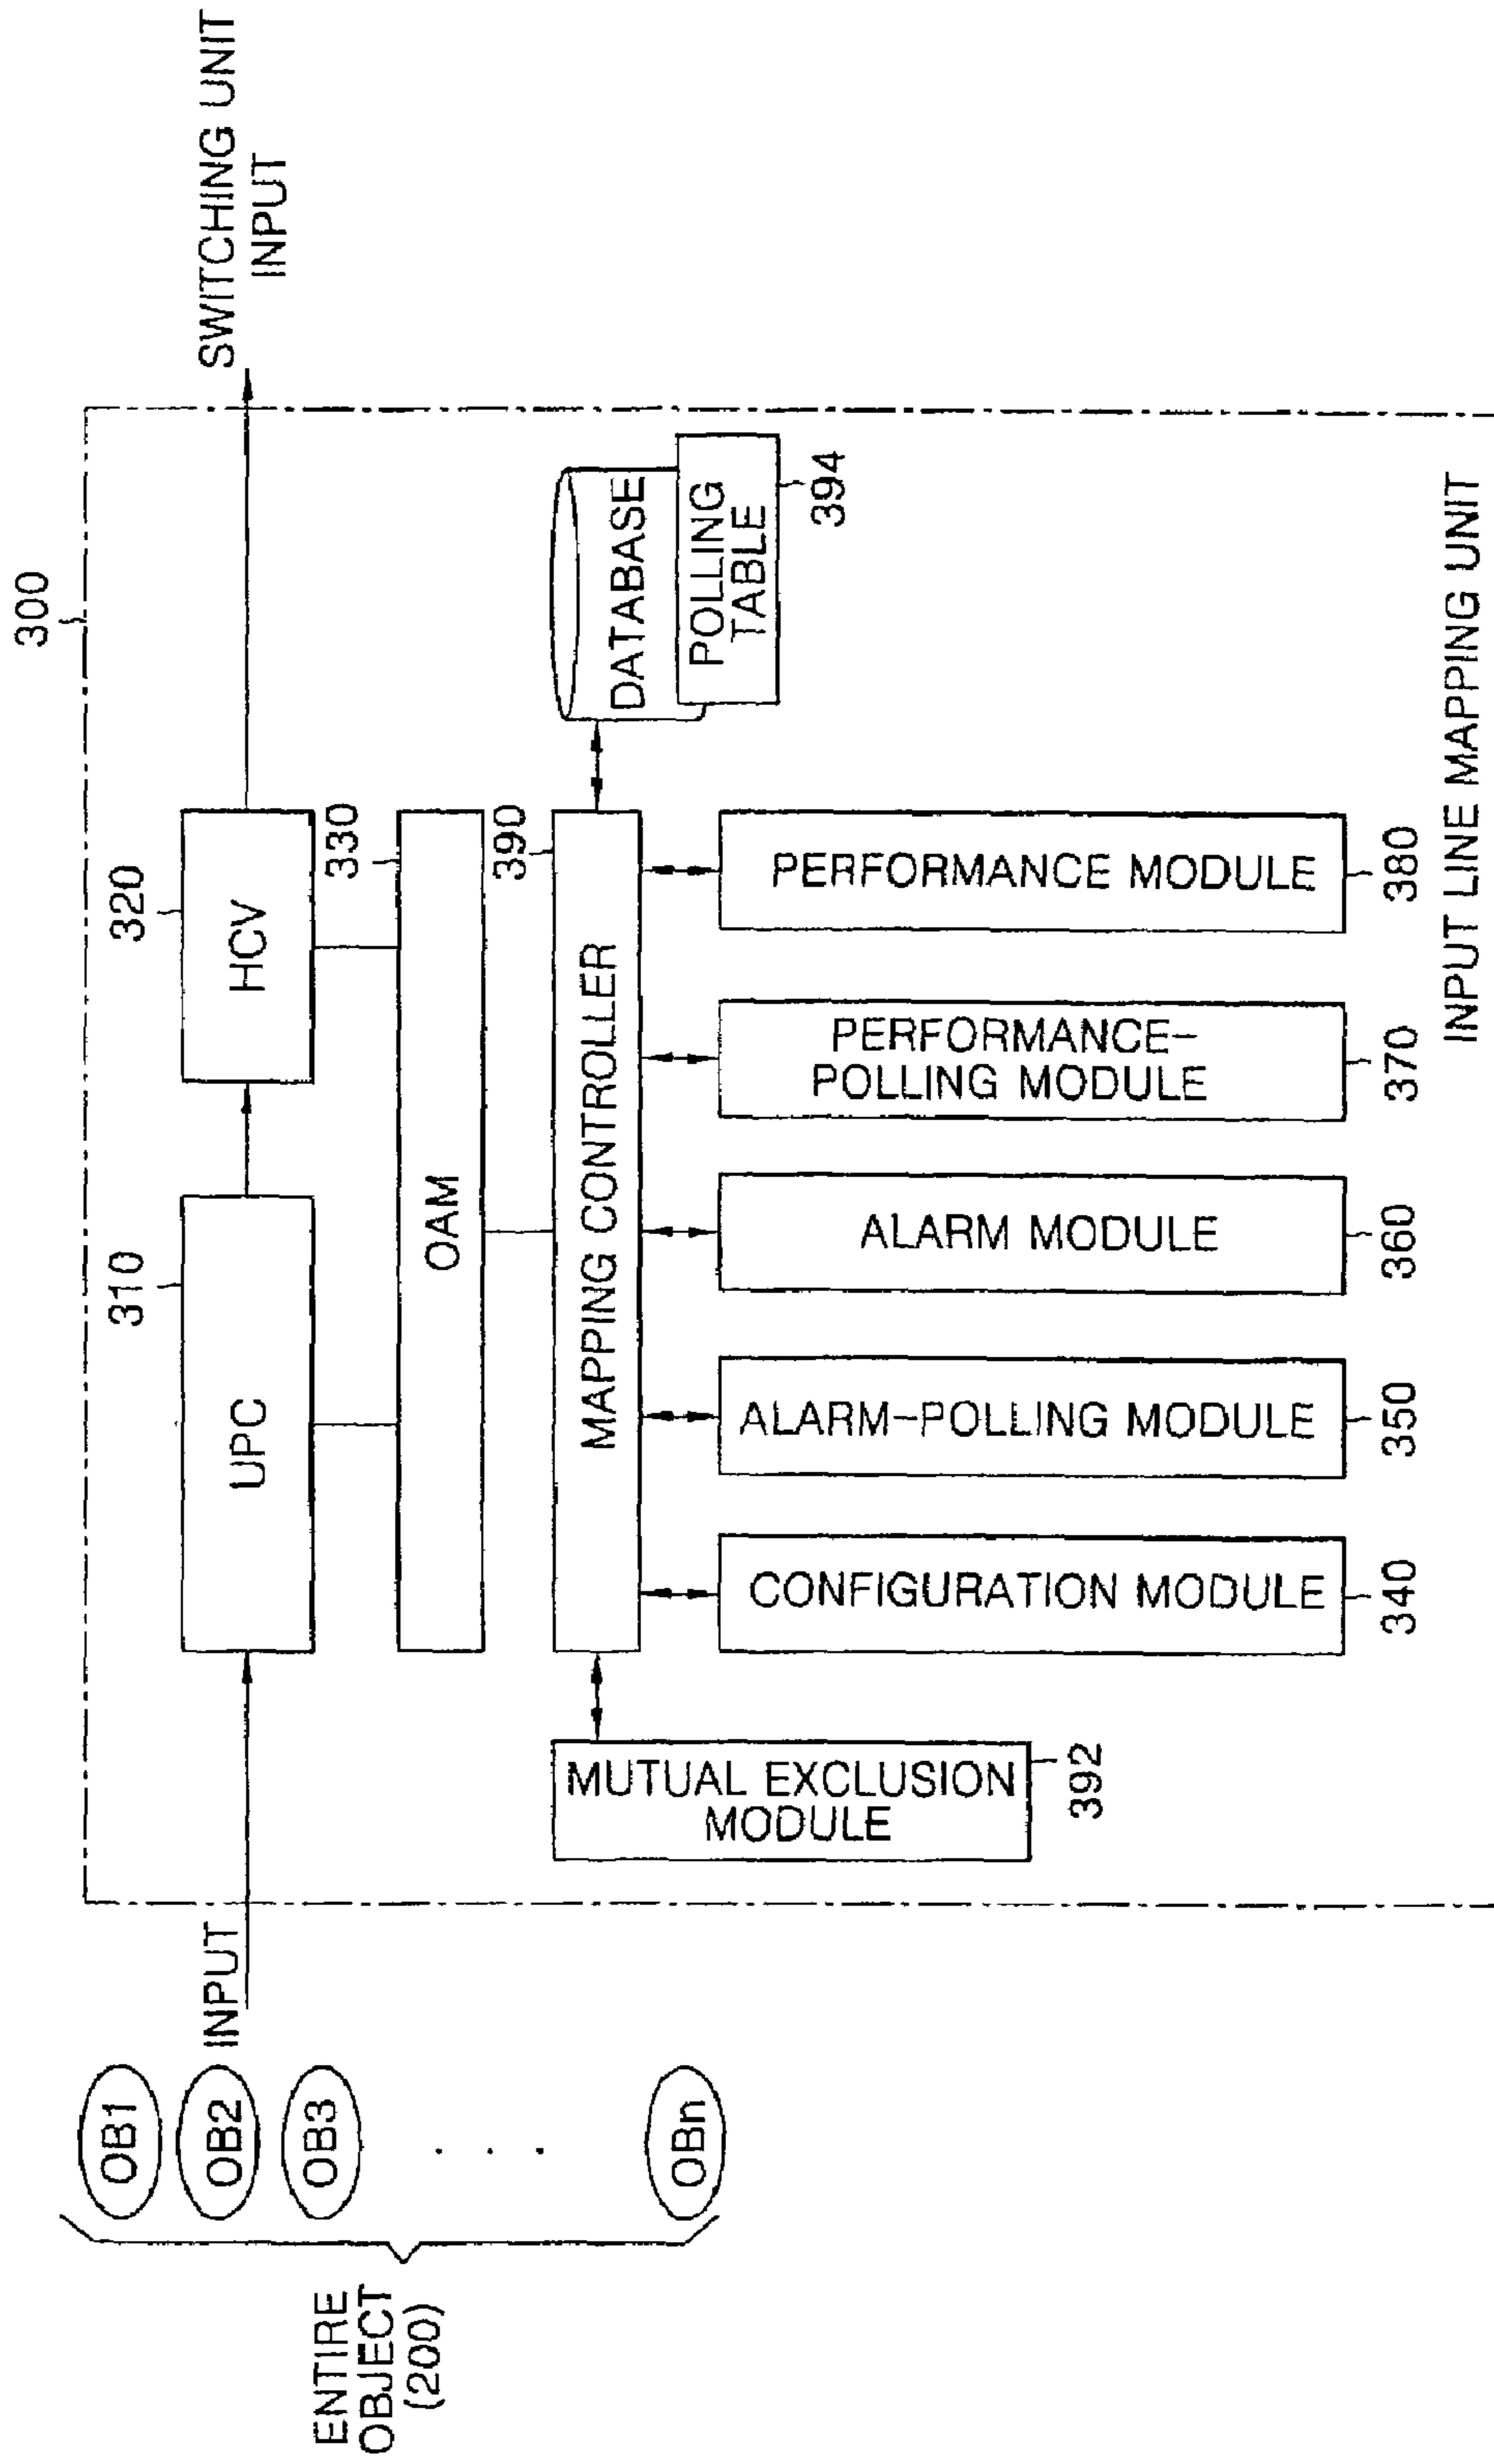 300
SWITCHING UNIT
INPUT
INPUT
OB1
OB2
OB3
. . .
OBn
ENTIRE
OBJECT
(200)
310
UPC
320
HCV
330
OAM
390
MAPPING CONTROLLER
DATABASE
POLLING
TABLE
394
MUTUAL EXCLUSION
MODULE
392
CONFIGURATION MODULE
340
ALARM-POLLING MODULE
350
ALARM MODULE
360
PERFORMANCE-
POLLING MODULE
370
PERFORMANCE MODULE
380
INPUT LINE MAPPING UNIT